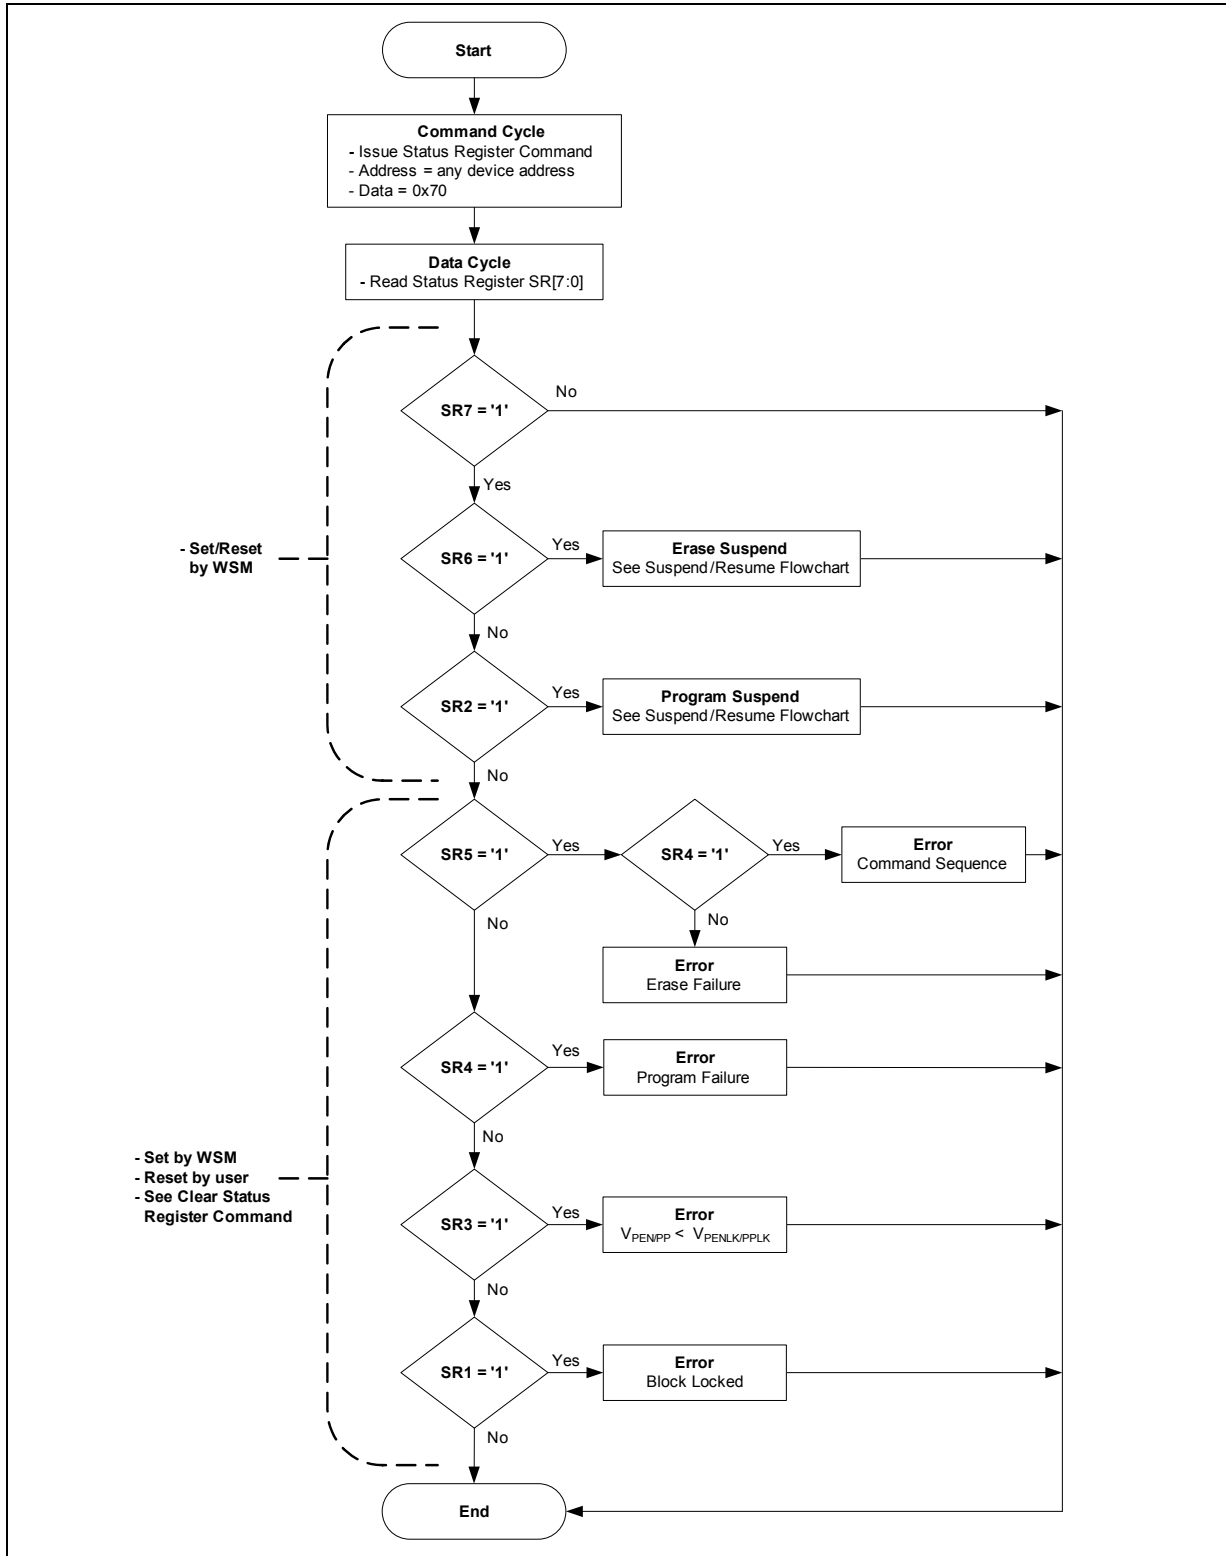 Start
Command Cycle
- Issue Status Register Command
- Address = any device address
- Data = 0x70
Data Cycle
- Read Status Register SR[7:0]
SR7 = '1'
No
Yes
- Set/Reset
by WSM
SR6 = '1'
Yes
Erase Suspend
See Suspend/Resume Flowchart
No
SR2 = '1'
Yes
Program Suspend
See Suspend/Resume Flowchart
No
SR5 = '1'
Yes
SR4 = '1'
Yes
Error
Command Sequence
No
No
Error
Erase Failure
SR4 = '1'
Yes
Error
Program Failure
No
- Set by WSM
- Reset by user
- See Clear Status
Register Command
SR3 = '1'
Yes
Error
VPEN/PP < VPENLK/PPLK
No
SR1 = '1'
Yes
Error
Block Locked
No
End